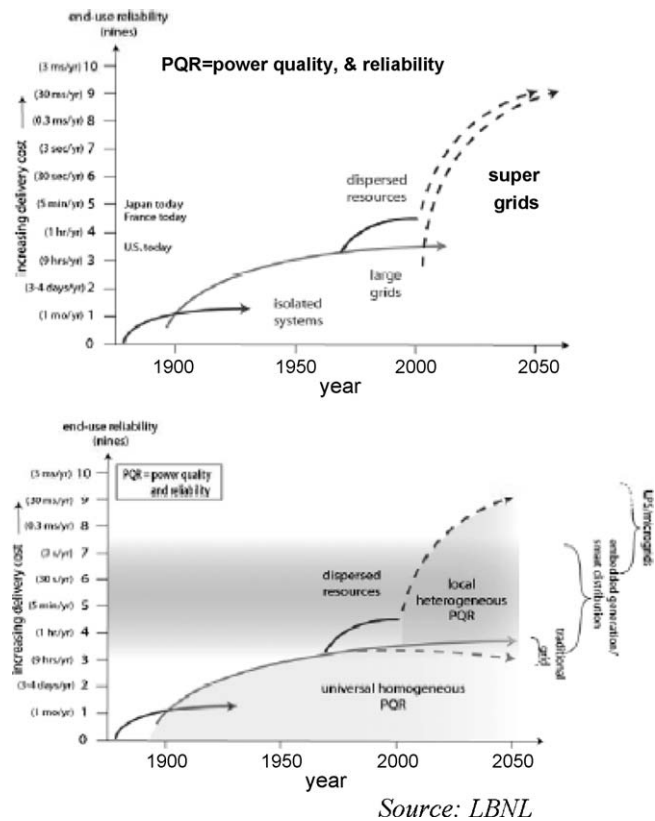 end-use reliability
(nines)
PQR=power quality, & reliability
increasing delivery cost
(3 ms/yr) 10
(30 ms/yr) 9
(0.3 ms/yr) 8
(3 sec/yr) 7
(30 sec/yr) 6
(5 min/yr) 5
(1 hr/yr) 4
(9 hrs/yr) 3
(3-4 days/yr) 2
(1 mo/yr) 1
0
Japan today
France today
U.S. today
dispersed
resources
super
grids
isolated
systems
large
grids
1900 1950 2000 2050
year
end-use reliability
(nines)
PQR = power quality
and reliability
increasing delivery cost
(3 ms/yr) 10
(30 ms/yr) 9
(0.3 ms/yr) 8
(3 s/yr) 7
(30 s/yr) 6
(5 min/yr) 5
(1 hr/yr) 4
(9 hrs/yr) 3
(3-4 days/yr) 2
(1 mo/yr) 1
0
dispersed
resources
local
heterogeneous
PQR
universal homogeneous
PQR
traditional
grid
embedded generation/
smart distribution
UPS/microgrids
1900 1950 2000 2050
year
Source: LBNL